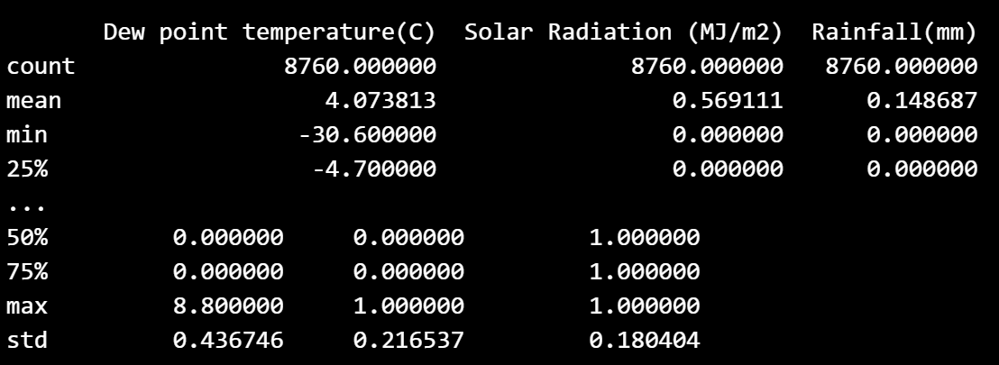 Dew point temperature(C)  Solar Radiation (MJ/m2)  Rainfall(mm)
count               8760.000000              8760.000000   8760.000000
mean                   4.073813                 0.569111      0.148687
min                  -30.600000                 0.000000      0.000000
25%                   -4.700000                 0.000000      0.000000
...
50%         0.000000     0.000000         1.000000
75%         0.000000     0.000000         1.000000
max         8.800000     1.000000         1.000000
std         0.436746     0.216537         0.180404